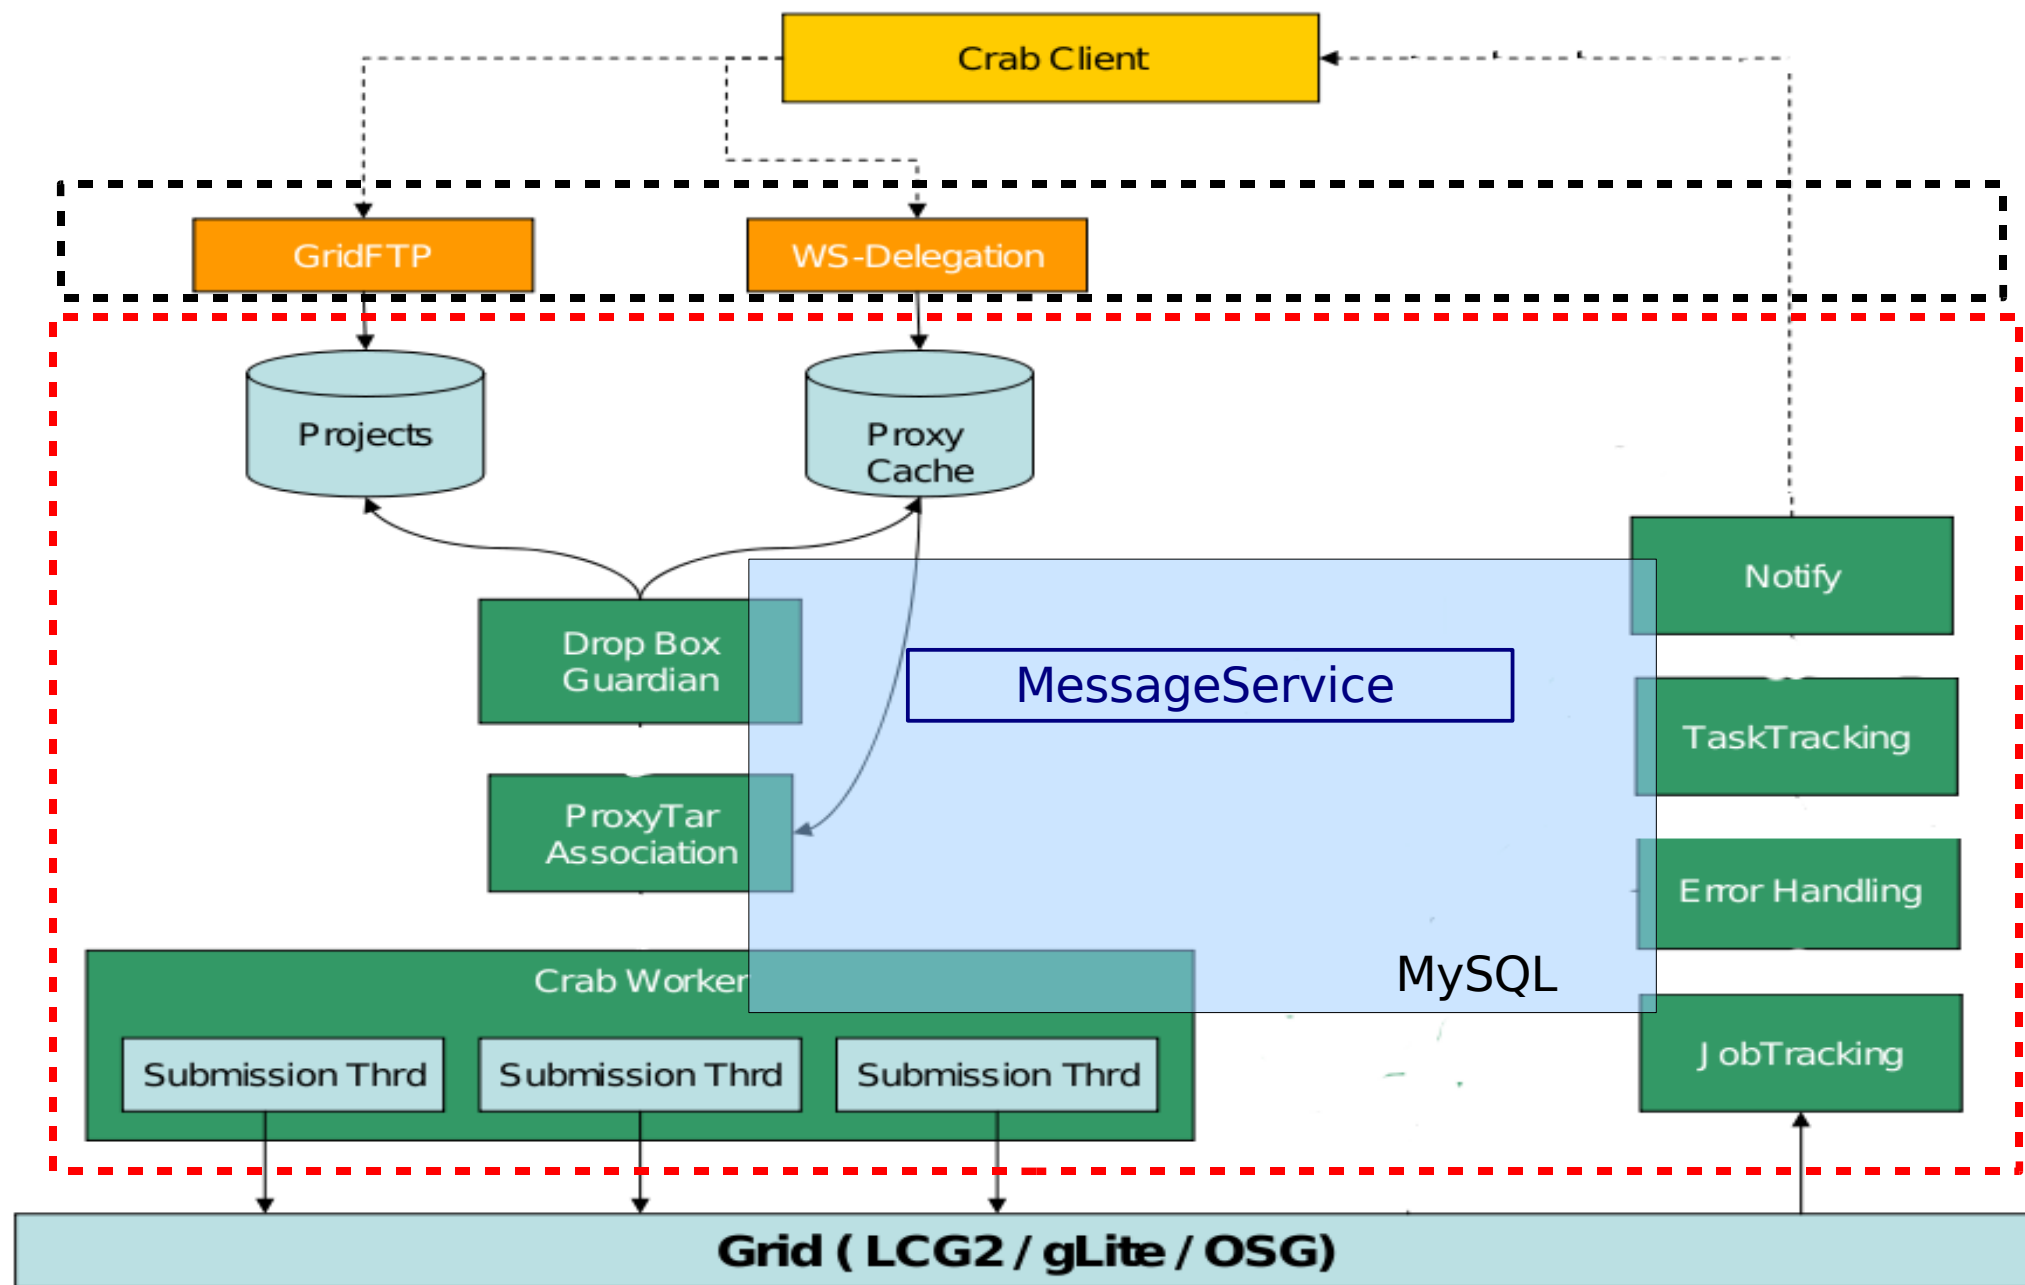 Crab Client
GridFTP
WS-Delegation
Projects
Proxy
Cache
Notify
Drop Box
Guardian
MessageService
TaskTracking
ProxyTar
Association
Error Handling
MySQL
Crab Worker
JobTracking
Submission Thrd
Submission Thrd
Submission Thrd
Grid ( LCG2 / gLite / OSG)